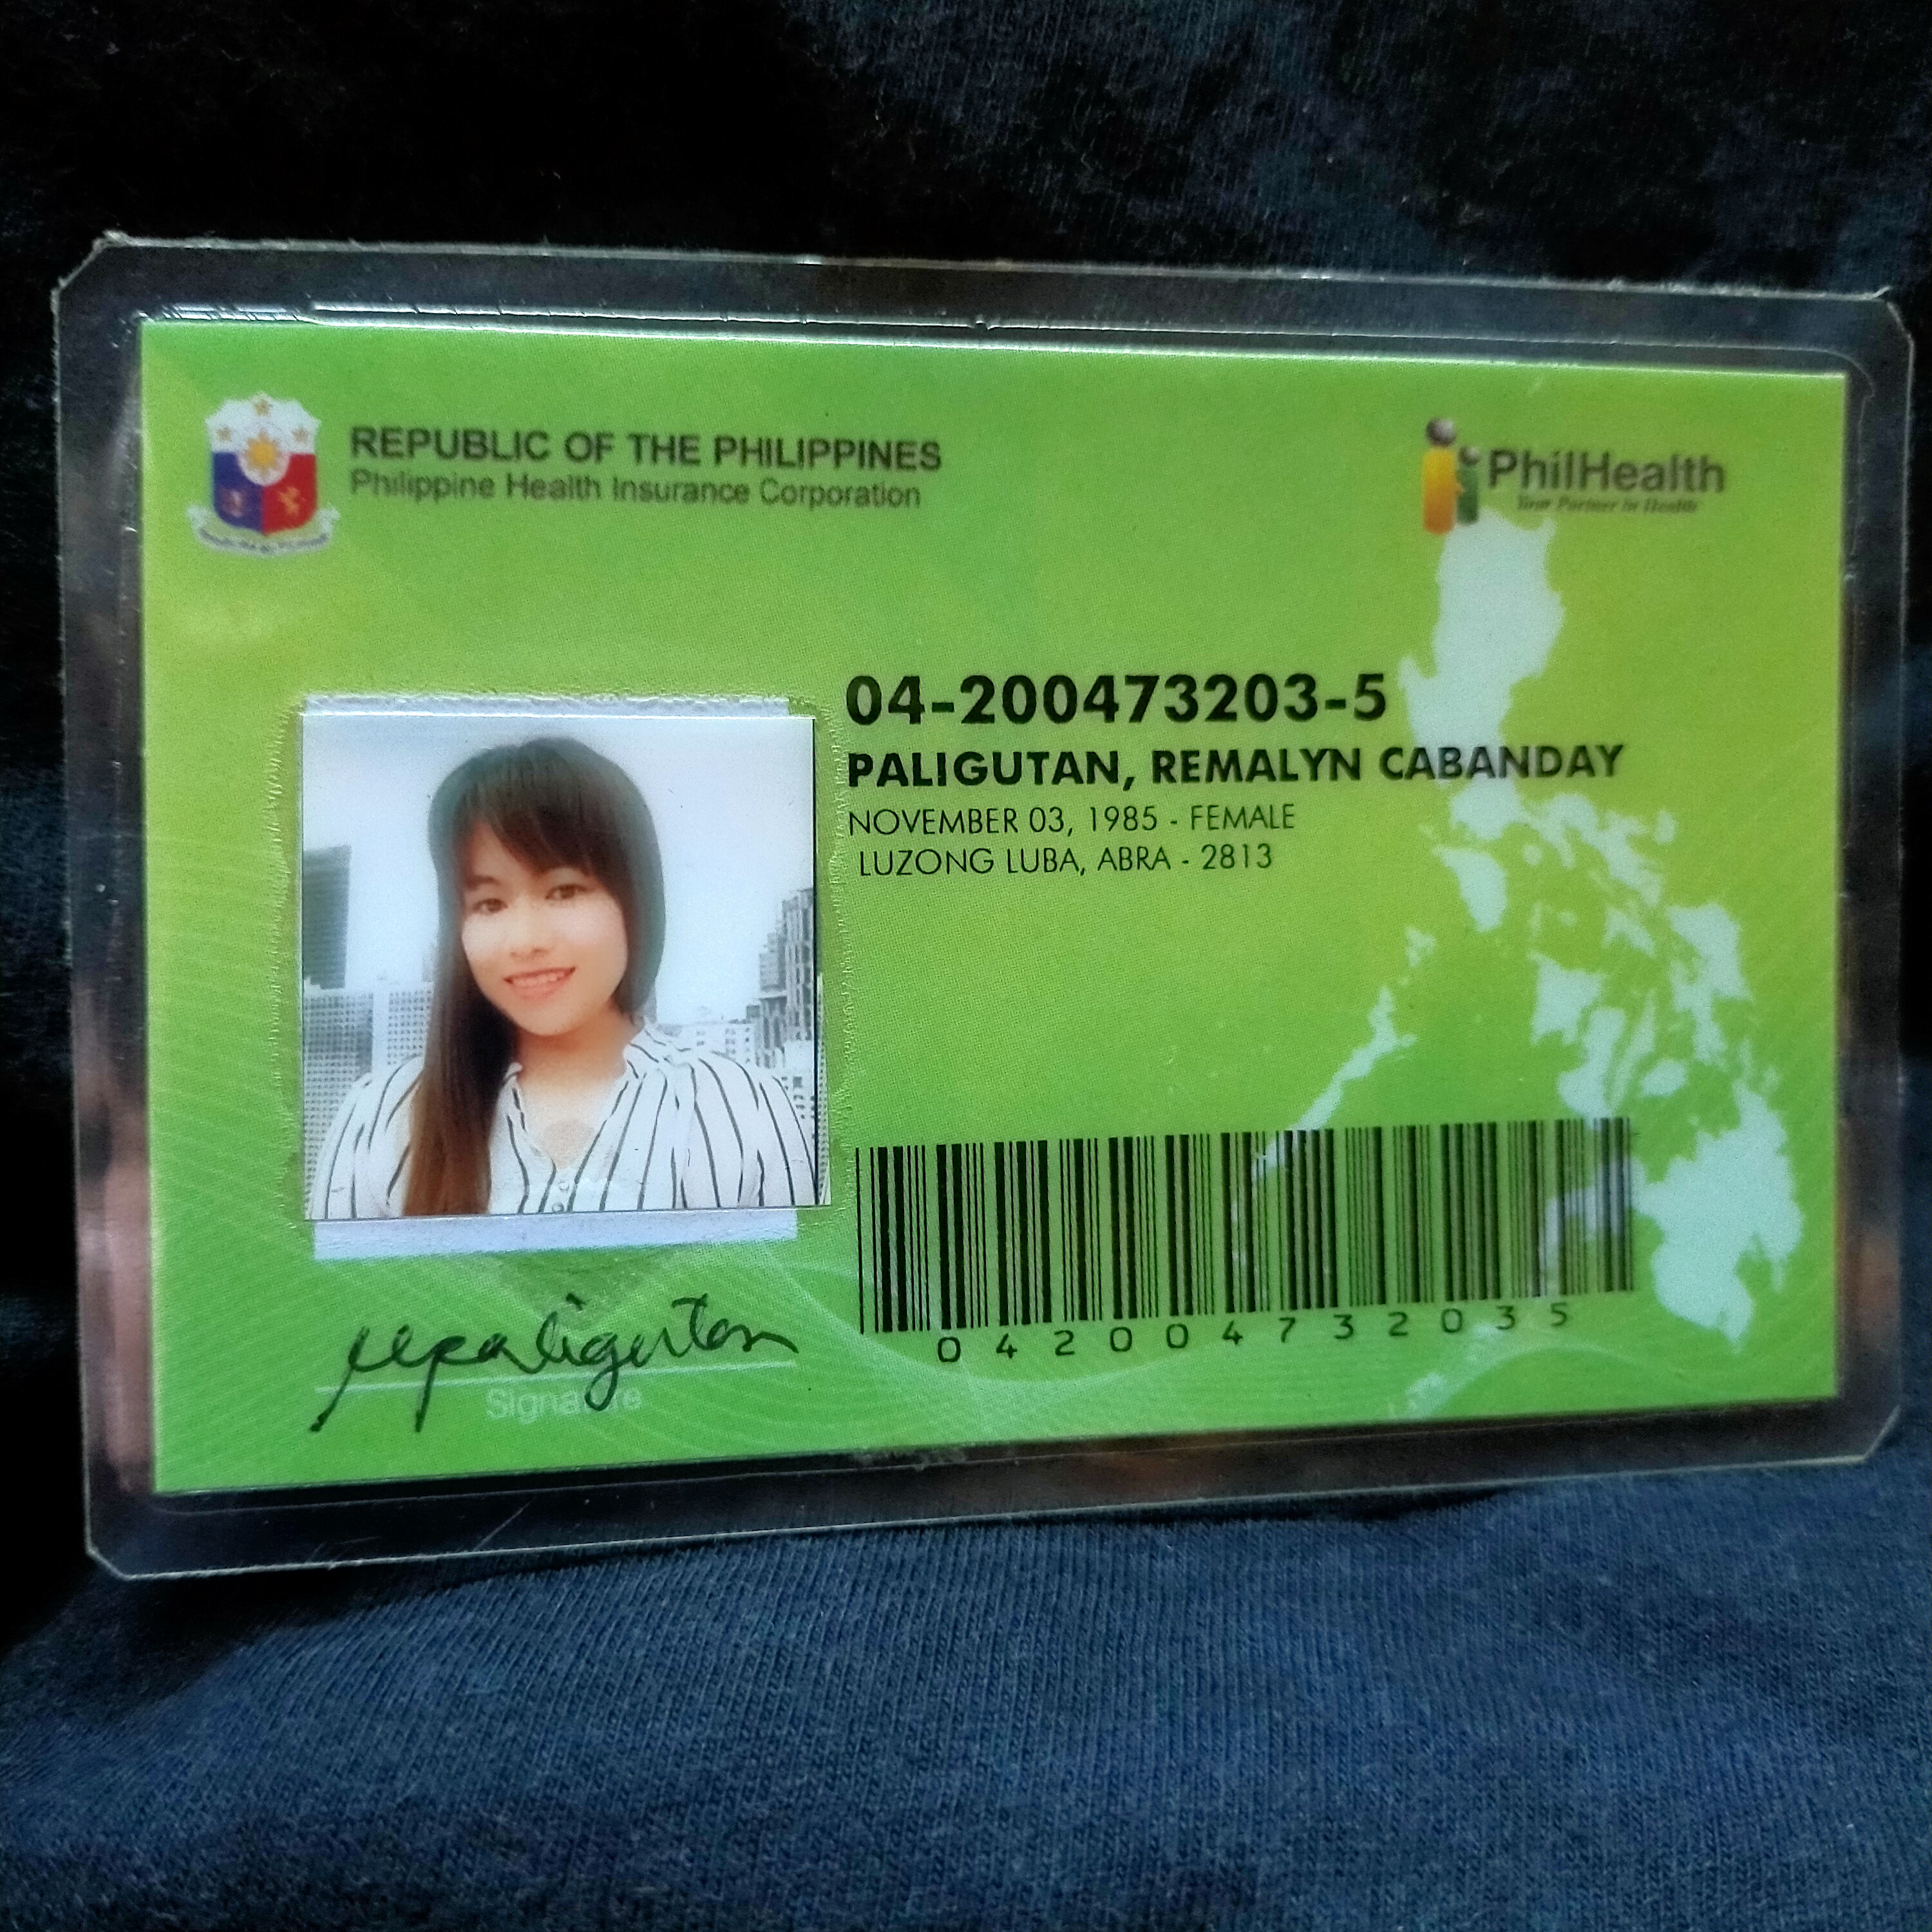 REPUBLIC OF THE PHILIPPINES
Philippine Health Insurance Corporation
PhilHealth
Your Partner in Health
04-200473203-5
PALIGUTAN, REMALYN CABANDAY
NOVEMBER 03, 1985 - FEMALE
LUZONG LUBA, ABRA - 2813
042004732035
Signature